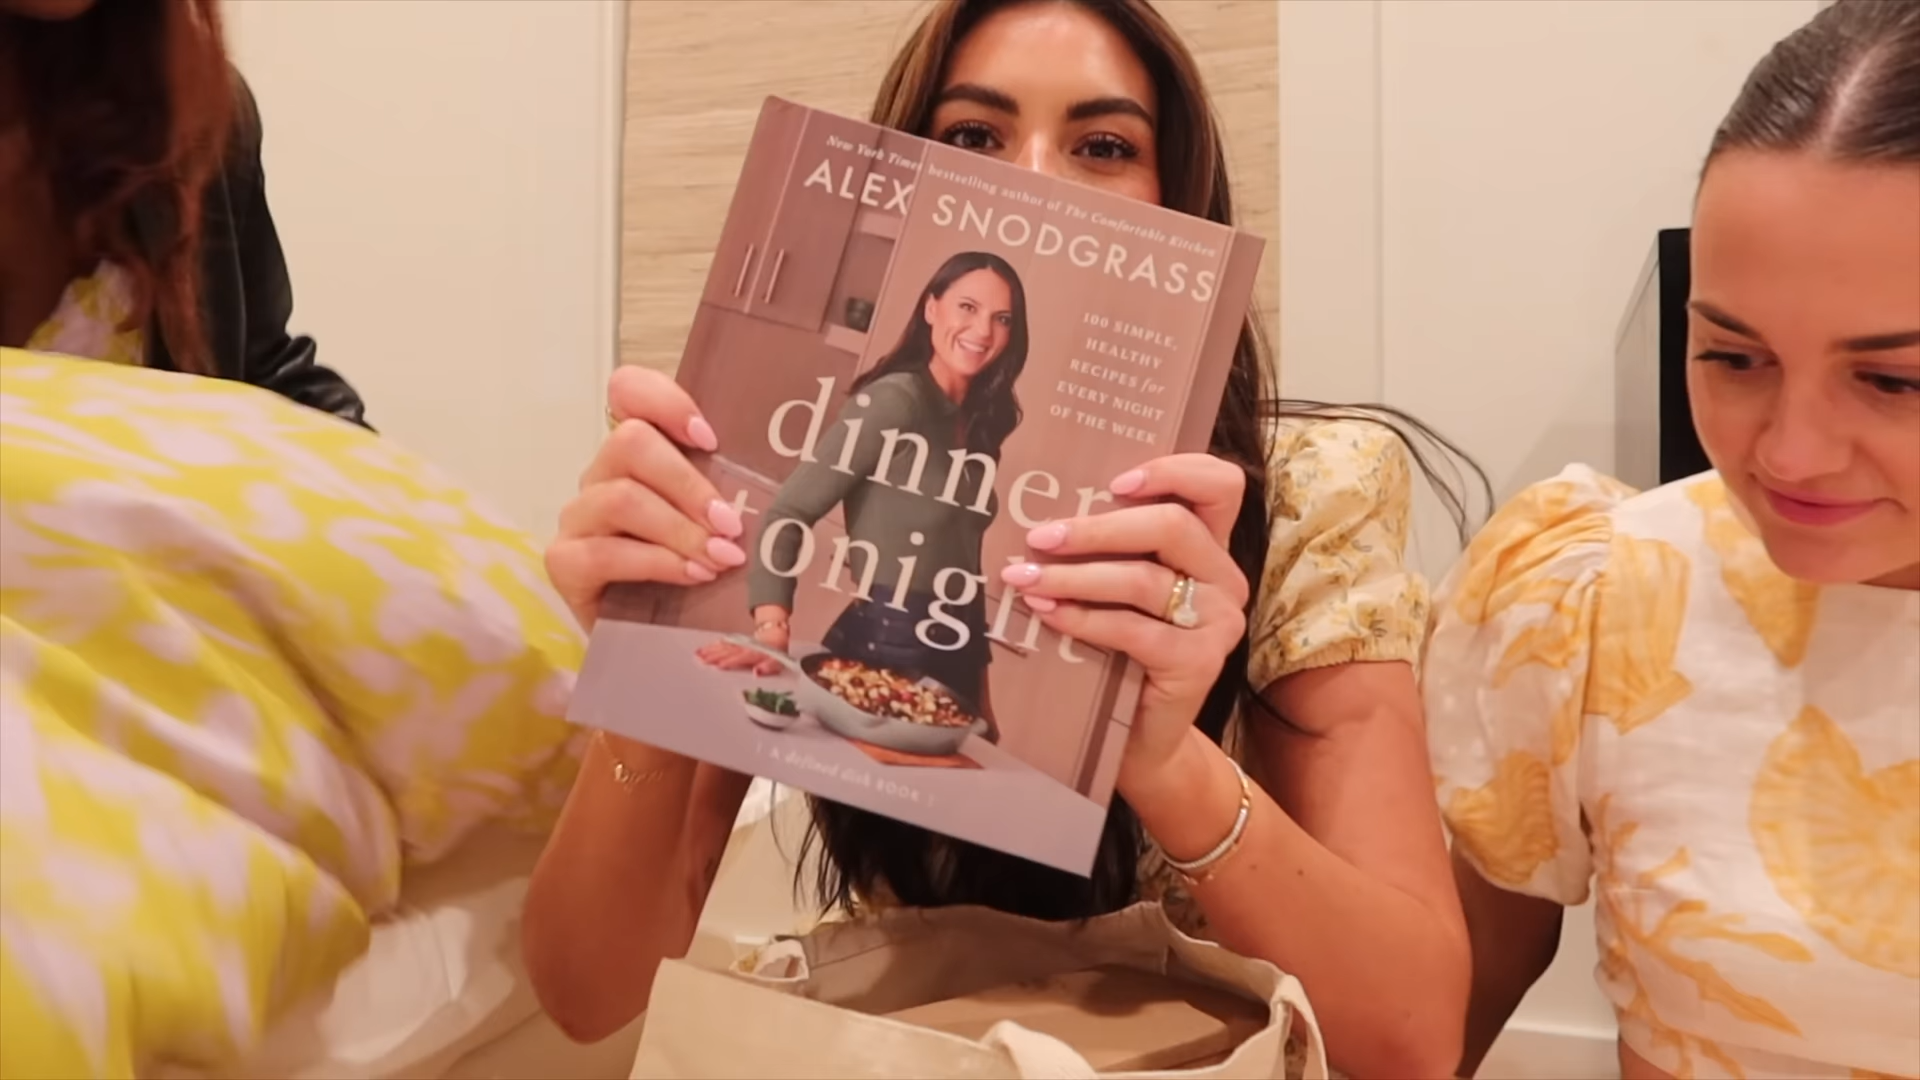 New York Times bestselling author of The Comfortable Kitchen
ALEX SNODGRASS
100 SIMPLE,
HEALTHY
RECIPES for
EVERY NIGHT
OF THE WEEK
dinner
tonight
A defined dish BOOK